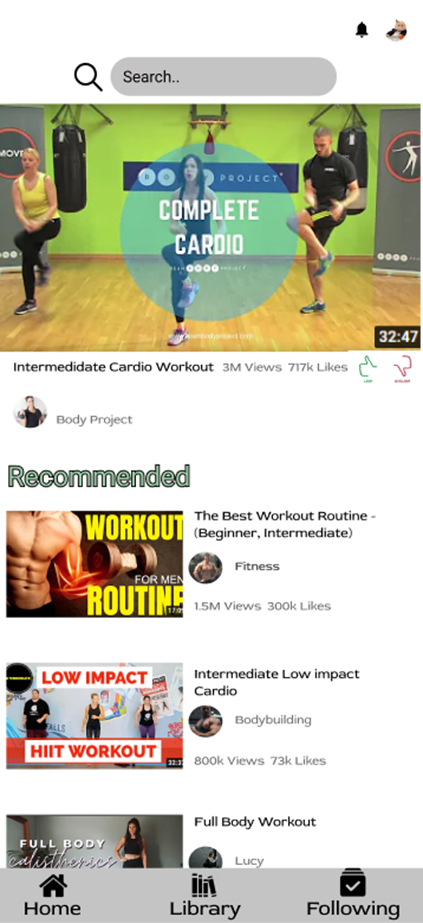 Search..
MOVE
PROJECT
COMPLETE
CARDIO
32:47
Intermedidate Cardio Workout 3M Views 717k Likes
Body Project
Recommended
WORKOUT
FOR MEN
ROUTINE
The Best Workout Routine -
(Beginner, Intermediate)
Fitness
1.5M Views 300k Likes
LOW IMPACT
HIIT WORKOUT
Intermediate Low impact
Cardio
Bodybuilding
800k Views 73k Likes
FULL BODY
calisthenics
Full Body Workout
Lucy
Home Library Following